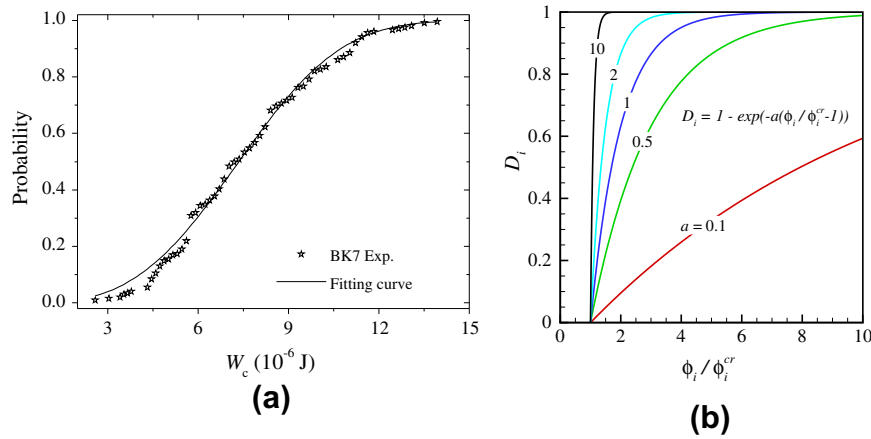 1.0
0.8
0.6
0.4
0.2
0.0
Probability
BK7 Exp.
Fitting curve
3 6 9 12 15
W_c (10^-6 J)
(a)
1
0.8
0.6
0.4
0.2
0
D_i
10
2
1
0.5
a = 0.1
D_i = 1 - exp(-a(ϕ_i / ϕ_i^cr -1))
0 2 4 6 8 10
ϕ_i / ϕ_i^cr
(b)